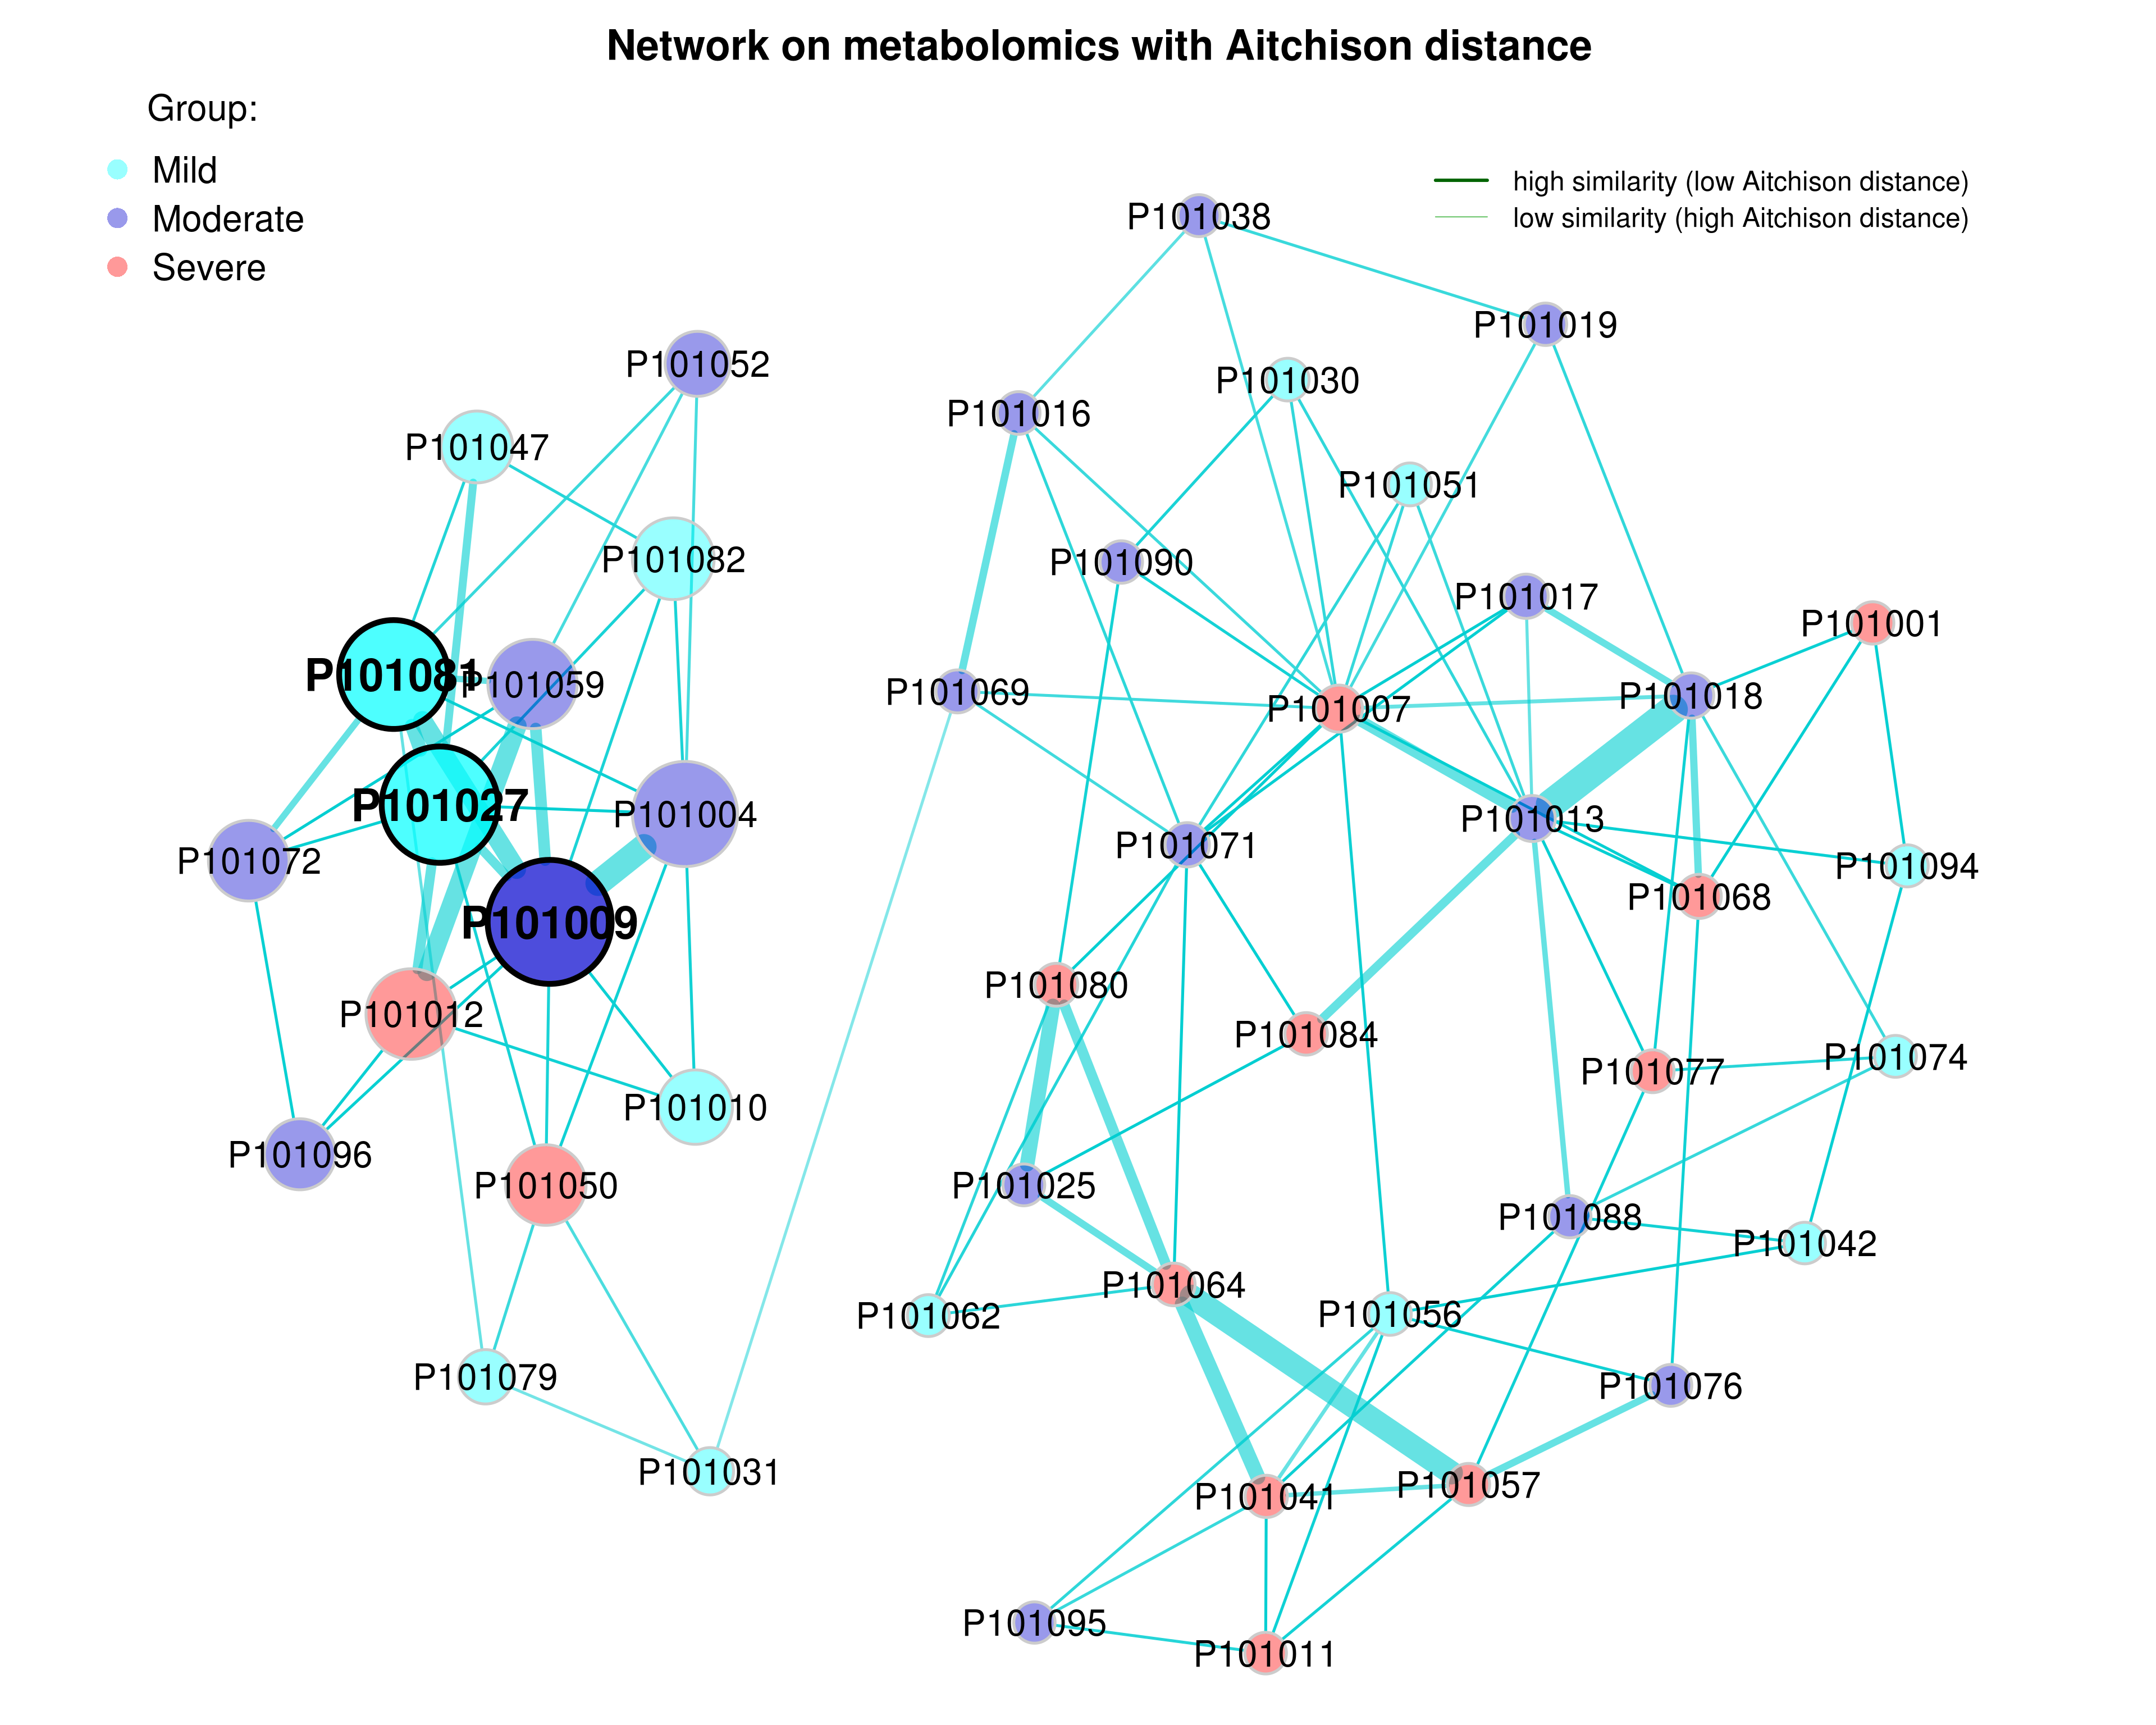 Network on metabolomics with Aitchison distance
Group:
Mild
Moderate
Severe
high similarity (low Aitchison distance)
low similarity (high Aitchison distance)
P101038
P101019
P101052
P101030
P101016
P101047
P101051
P101082
P101090
P101017
P101001
P101081
P101059
P101069
P101018
P101007
P101027
P101004
P101013
P101071
P101072
P101094
P101068
P101009
P101080
P101012
P101084
P101074
P101077
P101010
P101096
P101050
P101025
P101088
P101042
P101064
P101062
P101056
P101079
P101076
P101031
P101057
P101041
P101095
P101011